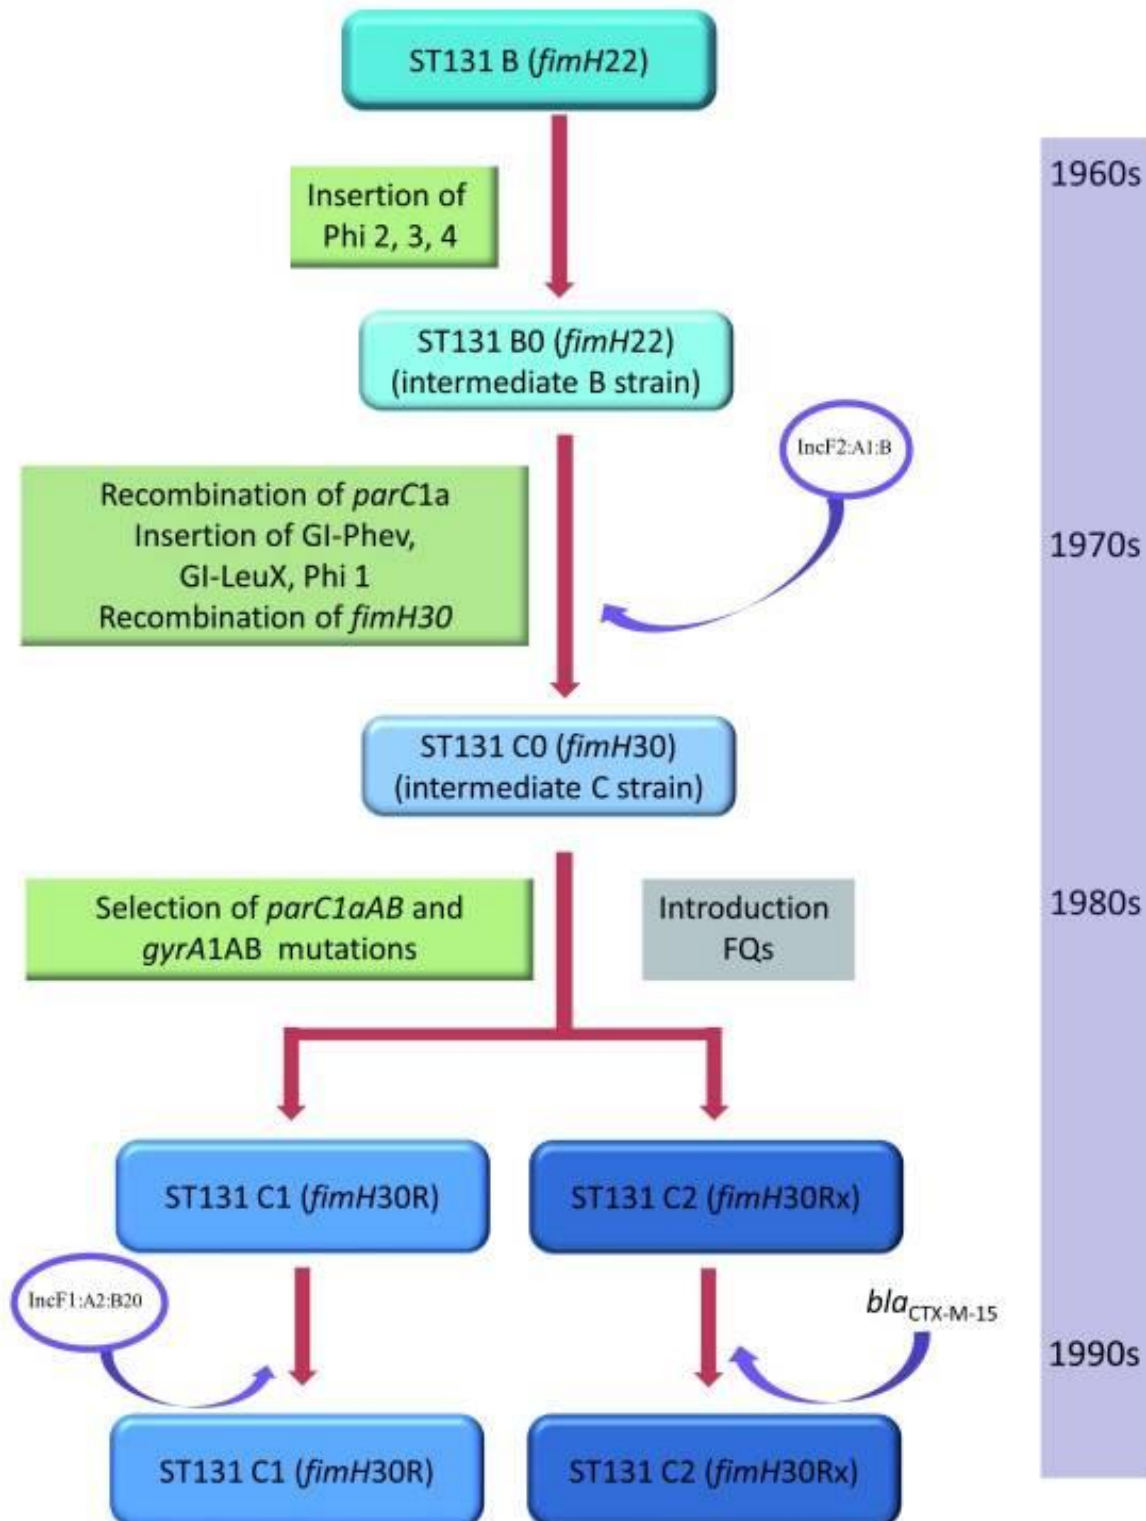 ST131 B (fimH22)
1960s
Insertion of
Phi 2, 3, 4
ST131 B0 (fimH22)
(intermediate B strain)
IncF2:A1:B
Recombination of parC1a
Insertion of GI-Phev,
GI-LeuX, Phi 1
Recombination of fimH30
1970s
ST131 C0 (fimH30)
(intermediate C strain)
Selection of parC1aAB and
gyrA1AB mutations
Introduction
FQs
1980s
ST131 C1 (fimH30R)
ST131 C2 (fimH30Rx)
IncF1:A2:B20
blaCTX-M-15
1990s
ST131 C1 (fimH30R)
ST131 C2 (fimH30Rx)